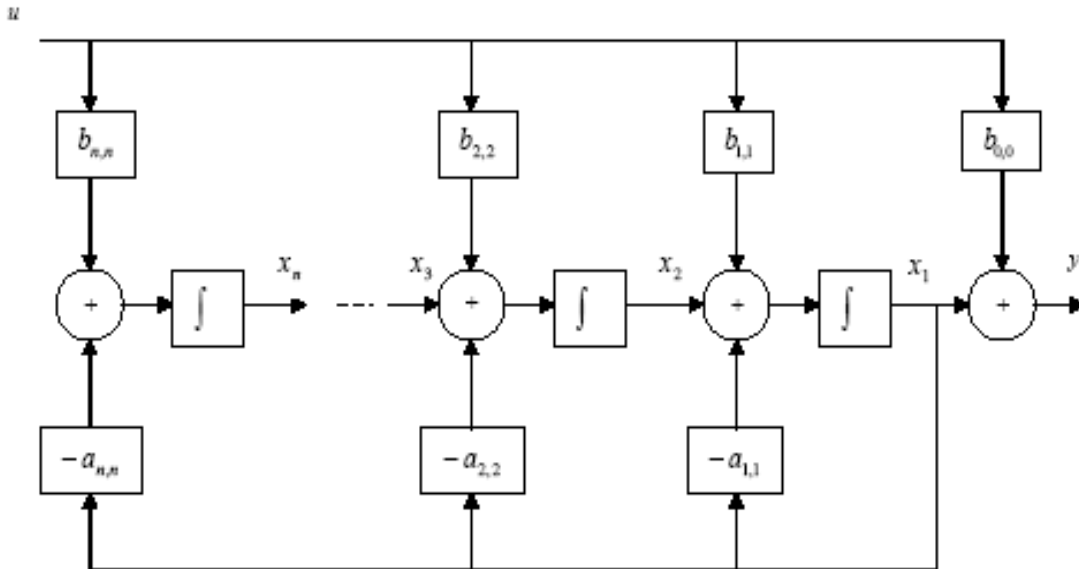 u
b_{n,n} b_{2,2} b_{1,1} b_{0,0}
+ ∫ x_n --- x_3 + ∫ x_2 + ∫ x_1 + y
-a_{n,n} -a_{2,2} -a_{1,1}